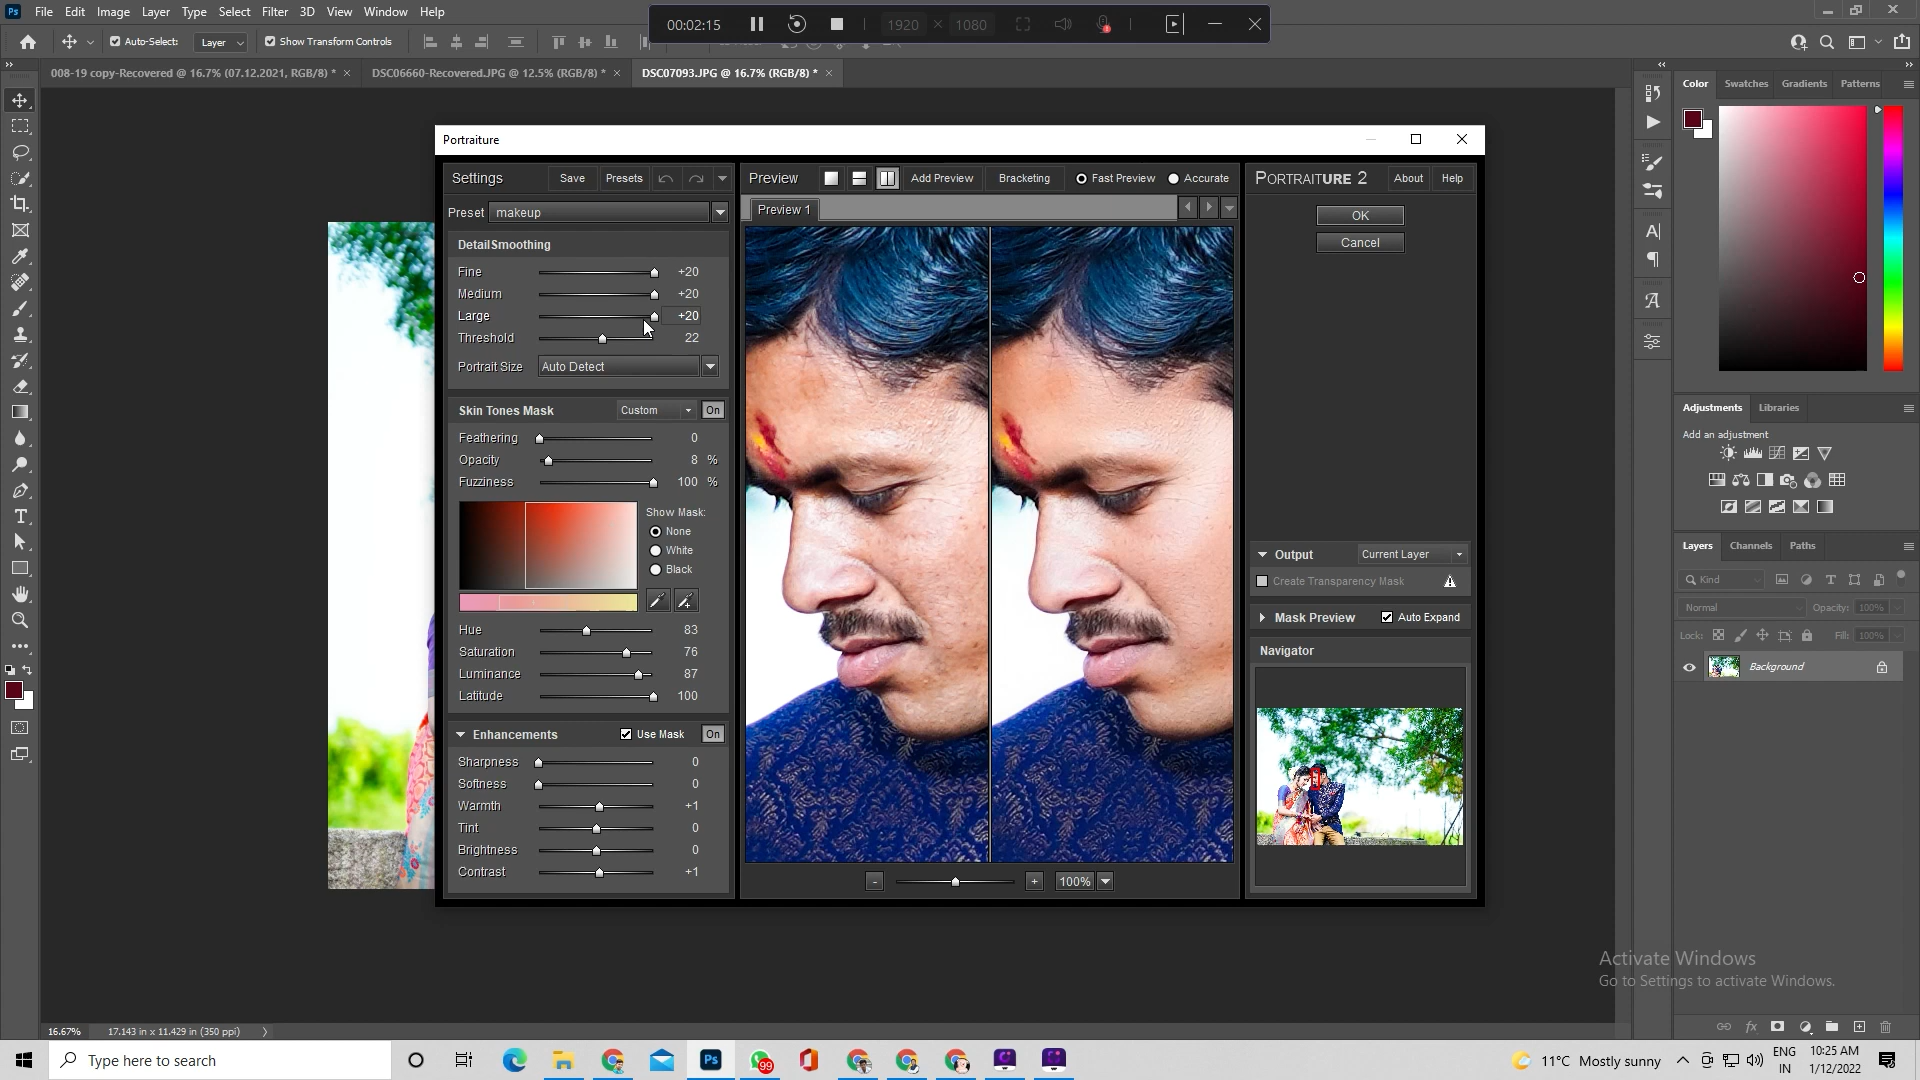 Ps File Edit Image Layer Type Select Filter 3D View Window Help
00:02:15 1920 × 1080
Auto-Select: Layer Show Transform Controls
008-19 copy-Recovered @ 16.7% (07.12.2021, RGB/8) * ×
DSC06660-Recovered.JPG @ 12.5% (RGB/8) * ×
DSC07093.JPG @ 16.7% (RGB/8) * ×
Portraiture
Settings Save Presets
Preset makeup
DetailSmoothing
Fine +20
Medium +20
Large +20
Threshold 22
Portrait Size Auto Detect
Skin Tones Mask Custom On
Feathering 0
Opacity 8 %
Fuzziness 100 %
Show Mask:
None
White
Black
Hue 83
Saturation 76
Luminance 87
Latitude 100
Enhancements Use Mask On
Sharpness 0
Softness 0
Warmth +1
Tint 0
Brightness 0
Contrast +1
Preview Add Preview Bracketing Fast Preview Accurate
Preview 1
- + 100%
PORTRAITURE 2 About Help
OK
Cancel
Output Current Layer
Create Transparency Mask
Mask Preview Auto Expand
Navigator
Color Swatches Gradients Patterns
Adjustments Libraries
Add an adjustment
Layers Channels Paths
Kind
Normal Opacity: 100%
Lock: Fill: 100%
Background
Activate Windows
Go to Settings to activate Windows.
16.67% 17.143 in x 11.429 in (350 ppi)
Type here to search
Ps
99
11°C Mostly sunny
ENG
IN
10:25 AM
1/12/2022